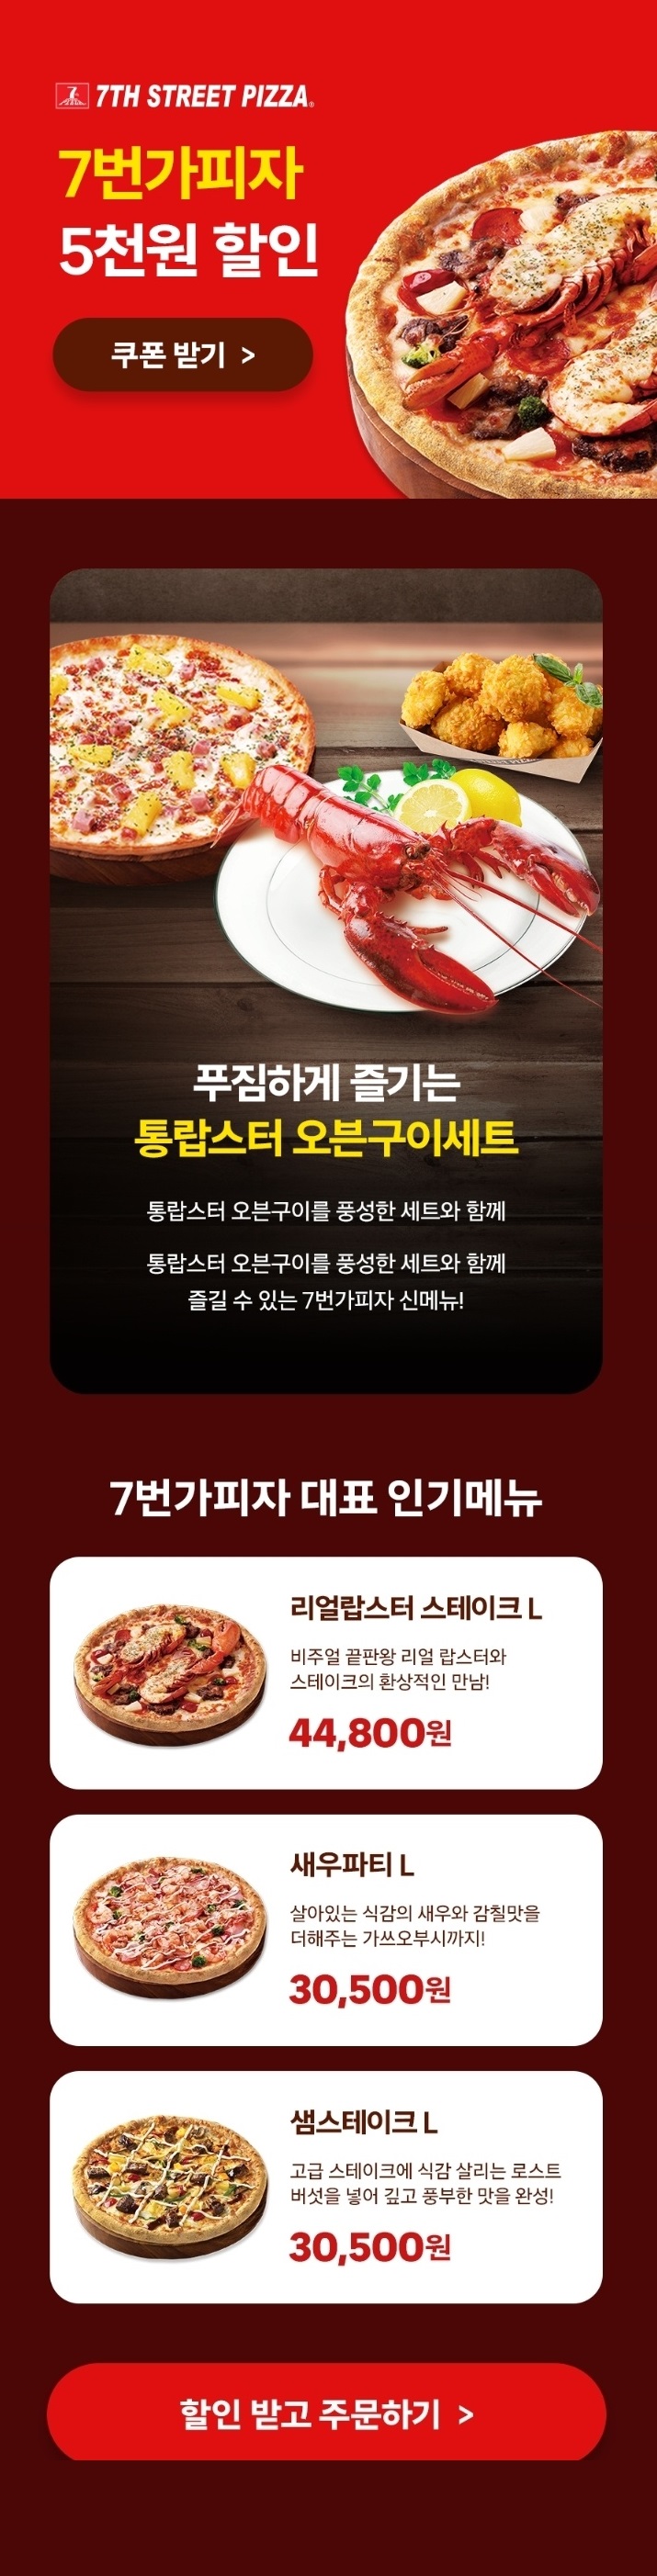 7TH STREET PIZZA
7번가피자
5천원 할인
쿠폰 받기 >
푸짐하게 즐기는
통랍스터 오븐구이세트
통랍스터 오븐구이를 풍성한 세트와 함께
통랍스터 오븐구이를 풍성한 세트와 함께
즐길 수 있는 7번가피자 신메뉴!
7번가피자 대표 인기메뉴
리얼랍스터 스테이크 L
비주얼 끝판왕 리얼 랍스터와
스테이크의 환상적인 만남!
44,800원
새우파티 L
살아있는 식감의 새우와 감칠맛을
더해주는 가쓰오부시까지!
30,500원
샘스테이크 L
고급 스테이크에 식감 살리는 로스트
버섯을 넣어 깊고 풍부한 맛을 완성!
30,500원
할인 받고 주문하기 >